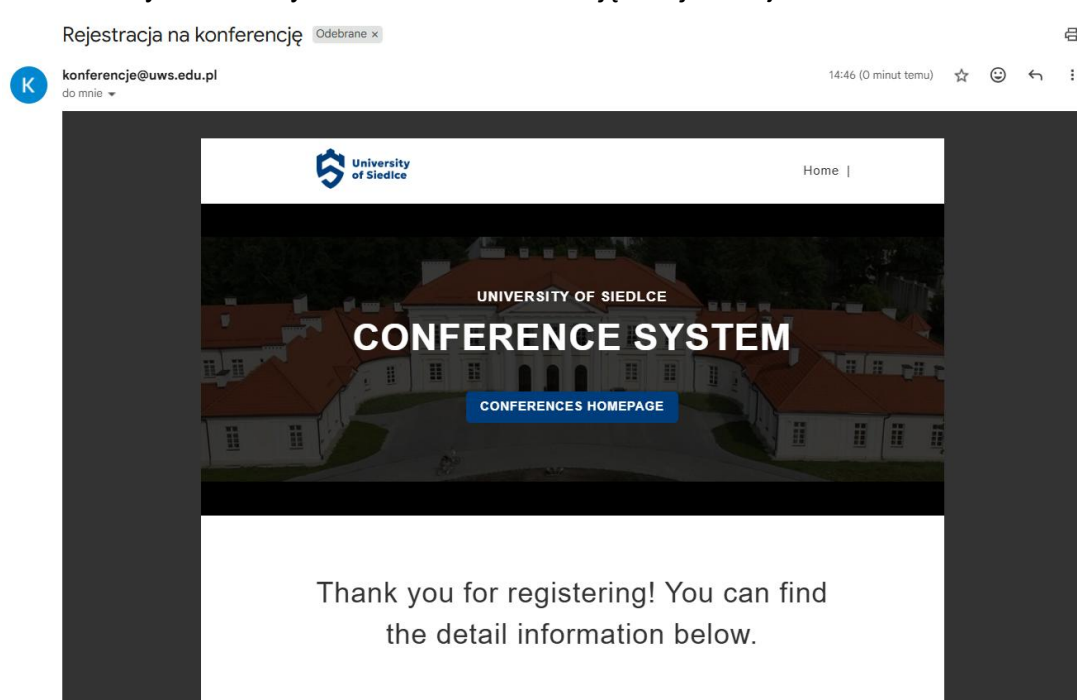 Rejestracja na konferencję Odebrane ×
konferencje@uws.edu.pl
14:46 (0 minut temu)
K
do mnie
University
of Siedlce
Home |
UNIVERSITY OF SIEDLCE
CONFERENCE SYSTEM
CONFERENCES HOMEPAGE
Thank you for registering! You can find
the detail information below.